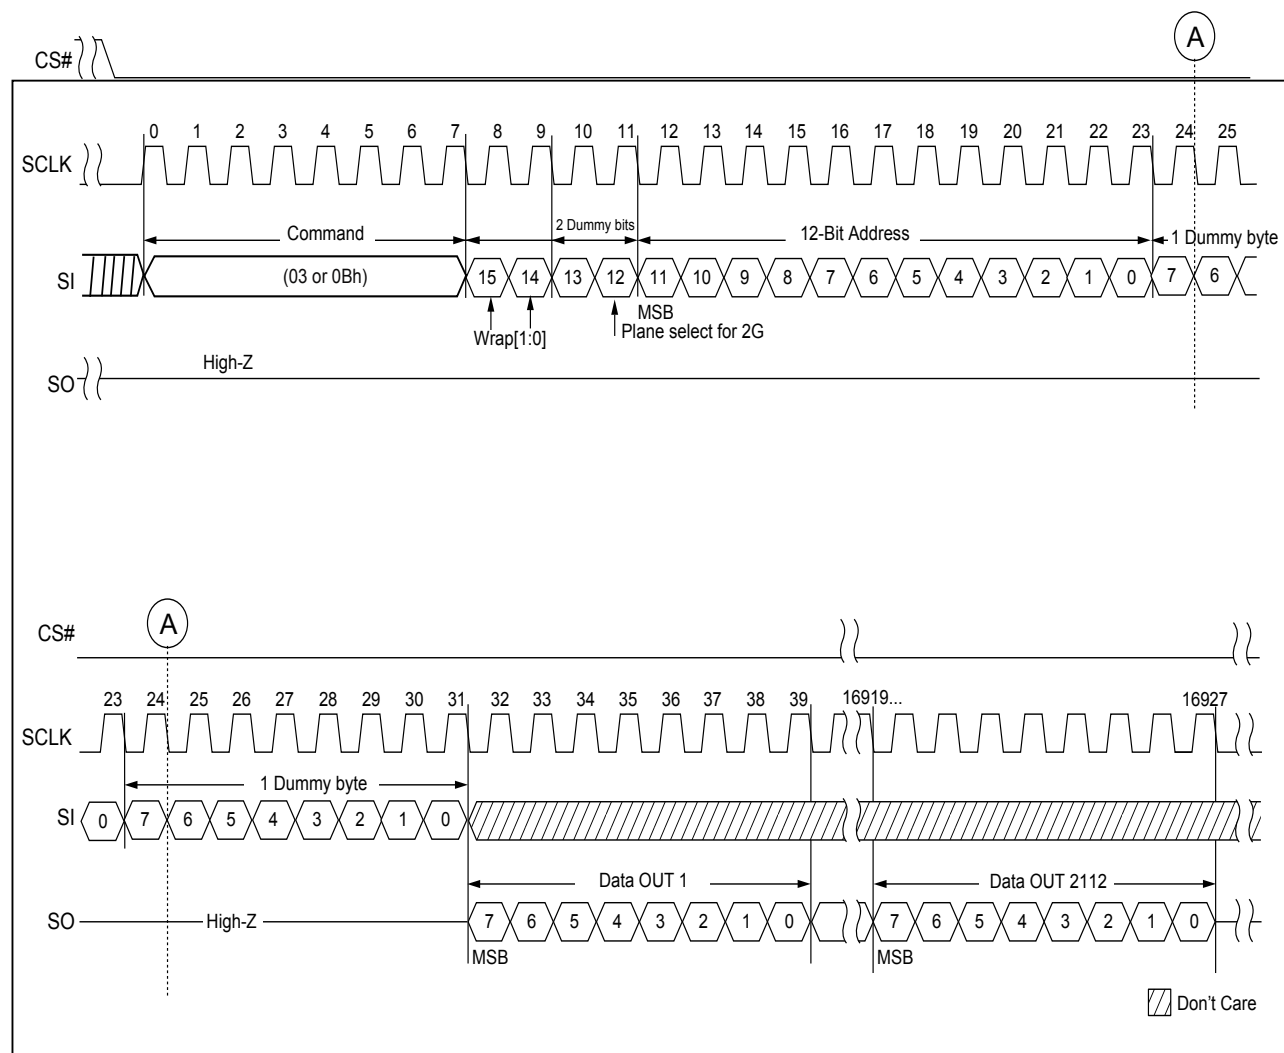 A
CS#
0 1 2 3 4 5 6 7 8 9 10 11 12 13 14 15 16 17 18 19 20 21 22 23 24 25
SCLK
Command 2 Dummy bits 12-Bit Address 1 Dummy byte
SI (03 or 0Bh) 15 14 13 12 11 10 9 8 7 6 5 4 3 2 1 0 7 6
MSB
Wrap[1:0] Plane select for 2G
High-Z
SO
A
CS#
23 24 25 26 27 28 29 30 31 32 33 34 35 36 37 38 39 16919... 16927
SCLK
1 Dummy byte
SI 0 7 6 5 4 3 2 1 0
Data OUT 1 Data OUT 2112
SO High-Z 7 6 5 4 3 2 1 0 7 6 5 4 3 2 1 0
MSB MSB
Don't Care